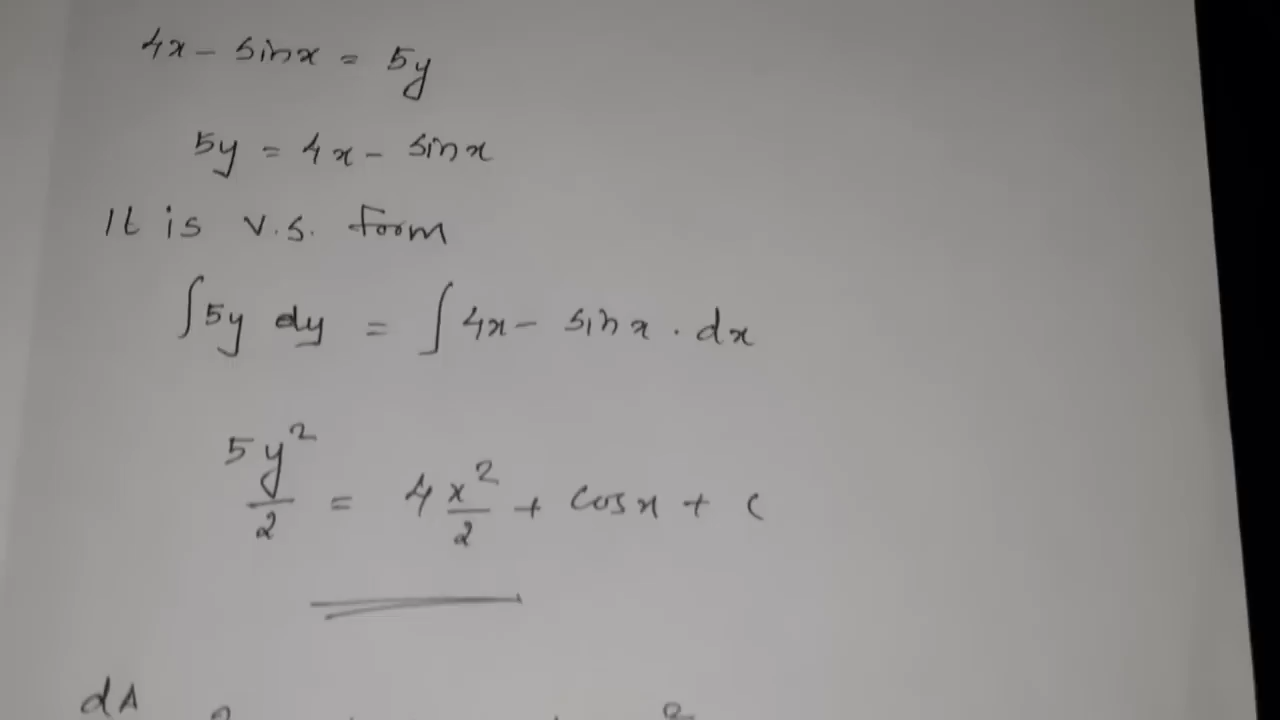 4x - sinx = 5y
5y = 4x - sinx
It is v.s. form
∫5y dy = ∫4x - sinx . dx
5y²/2 = 4x²/2 + cosx + c
dA